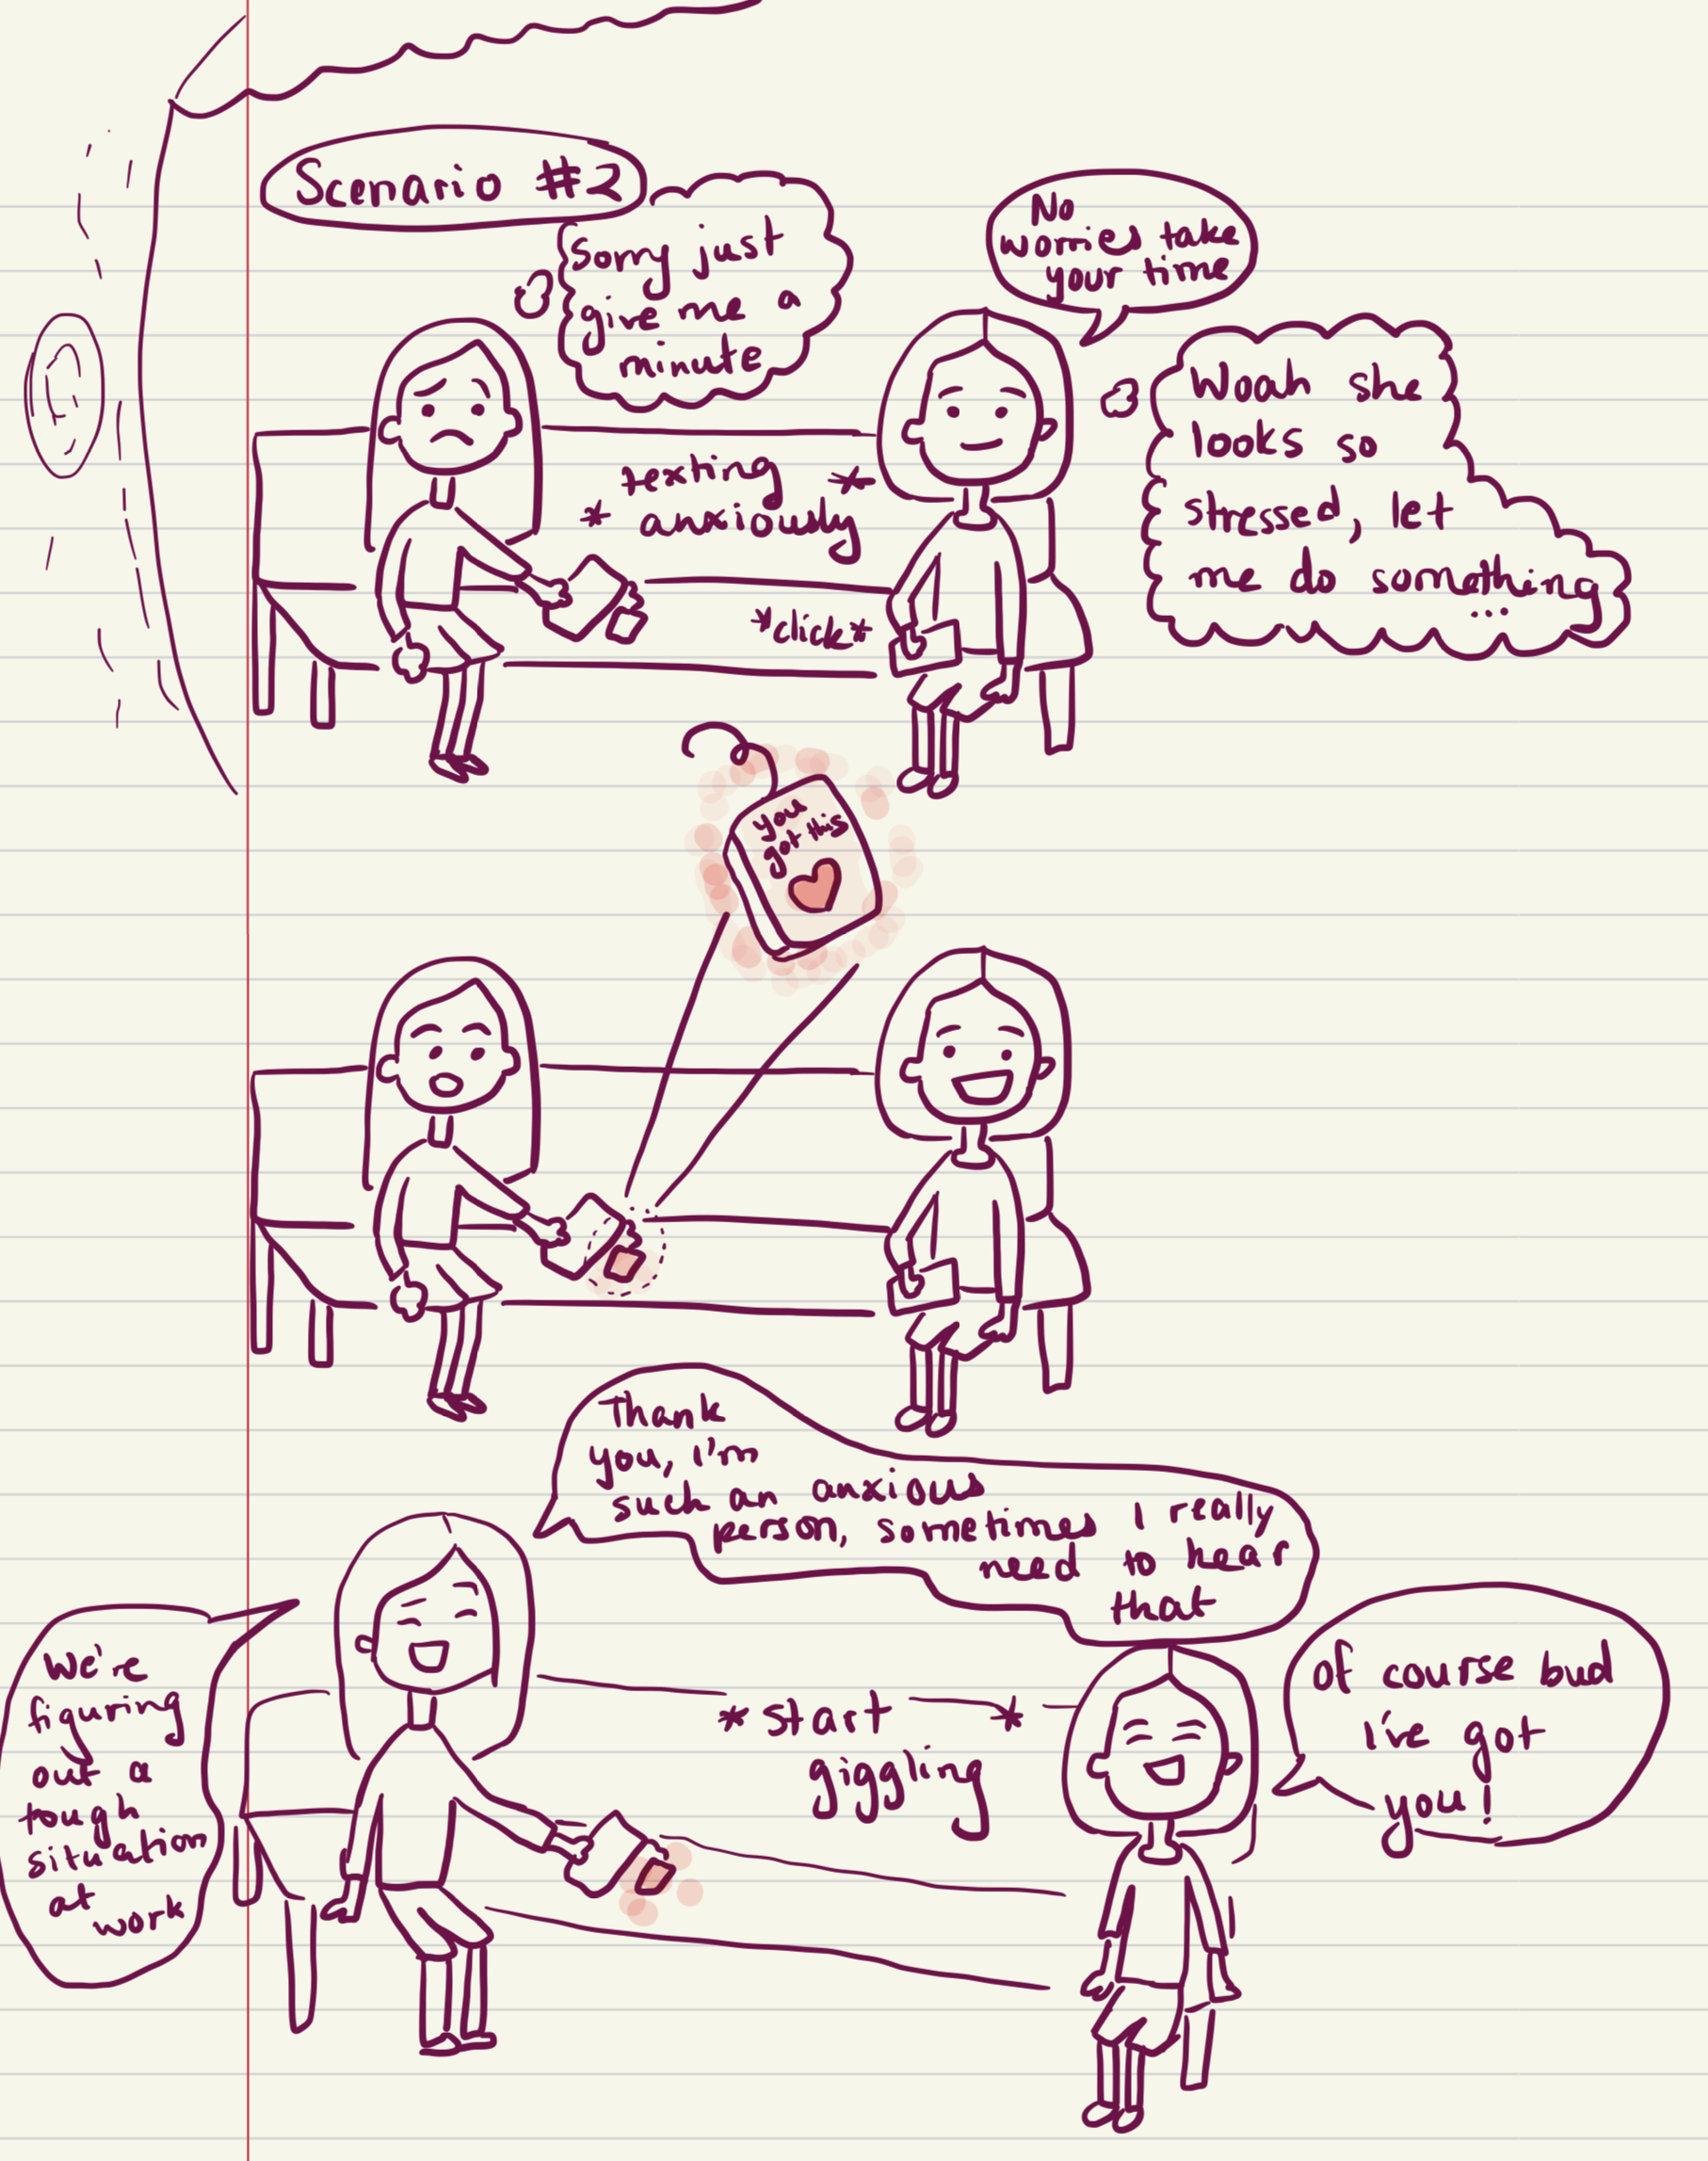 Scenario #2
Sorry just
give me a
minute
No
worries take
your time
Woah she
looks so
stressed, let
me do something
...
* texting *
anxiously
*click*
you
got this
Thank
you, I'm
such an anxious
person, sometimes I really
need to hear
that
We're
figuring
out a
tough
situation
at
work
*start *
giggling
of course bud
I've got
you!